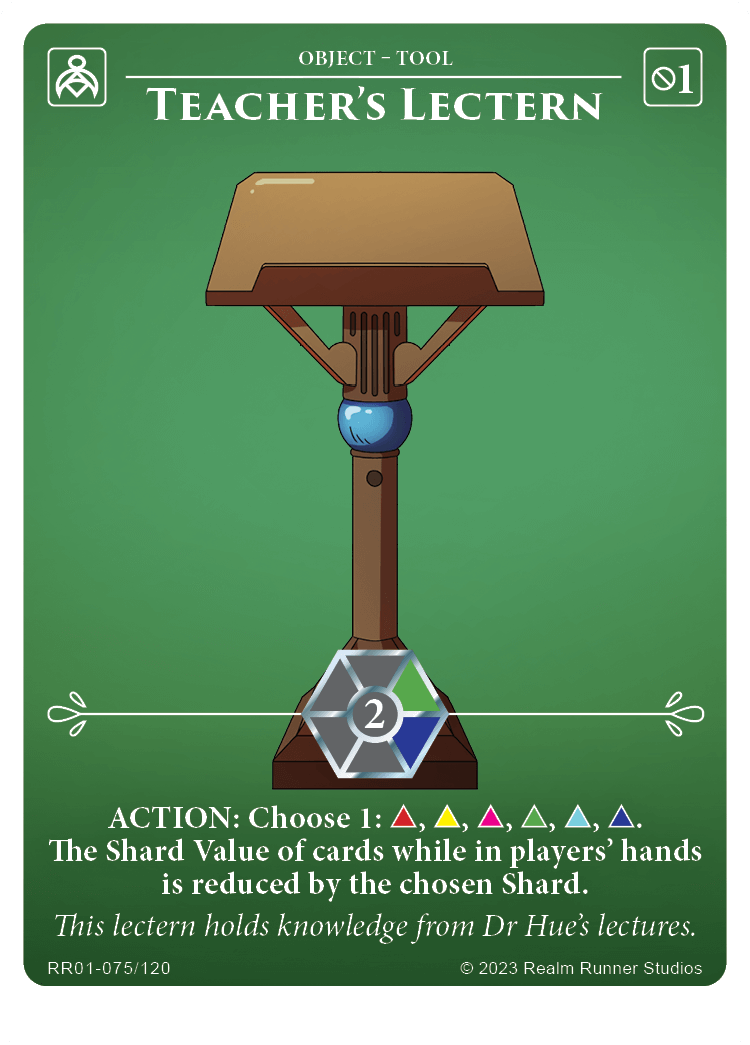 OBJECT – TOOL
1
TEACHER'S LECTERN
2
ACTION: Choose 1: , , , , , .
The Shard Value of cards while in players' hands
is reduced by the chosen Shard.
This lectern holds knowledge from Dr Hue's lectures.
RR01-075/120
© 2023 Realm Runner Studios